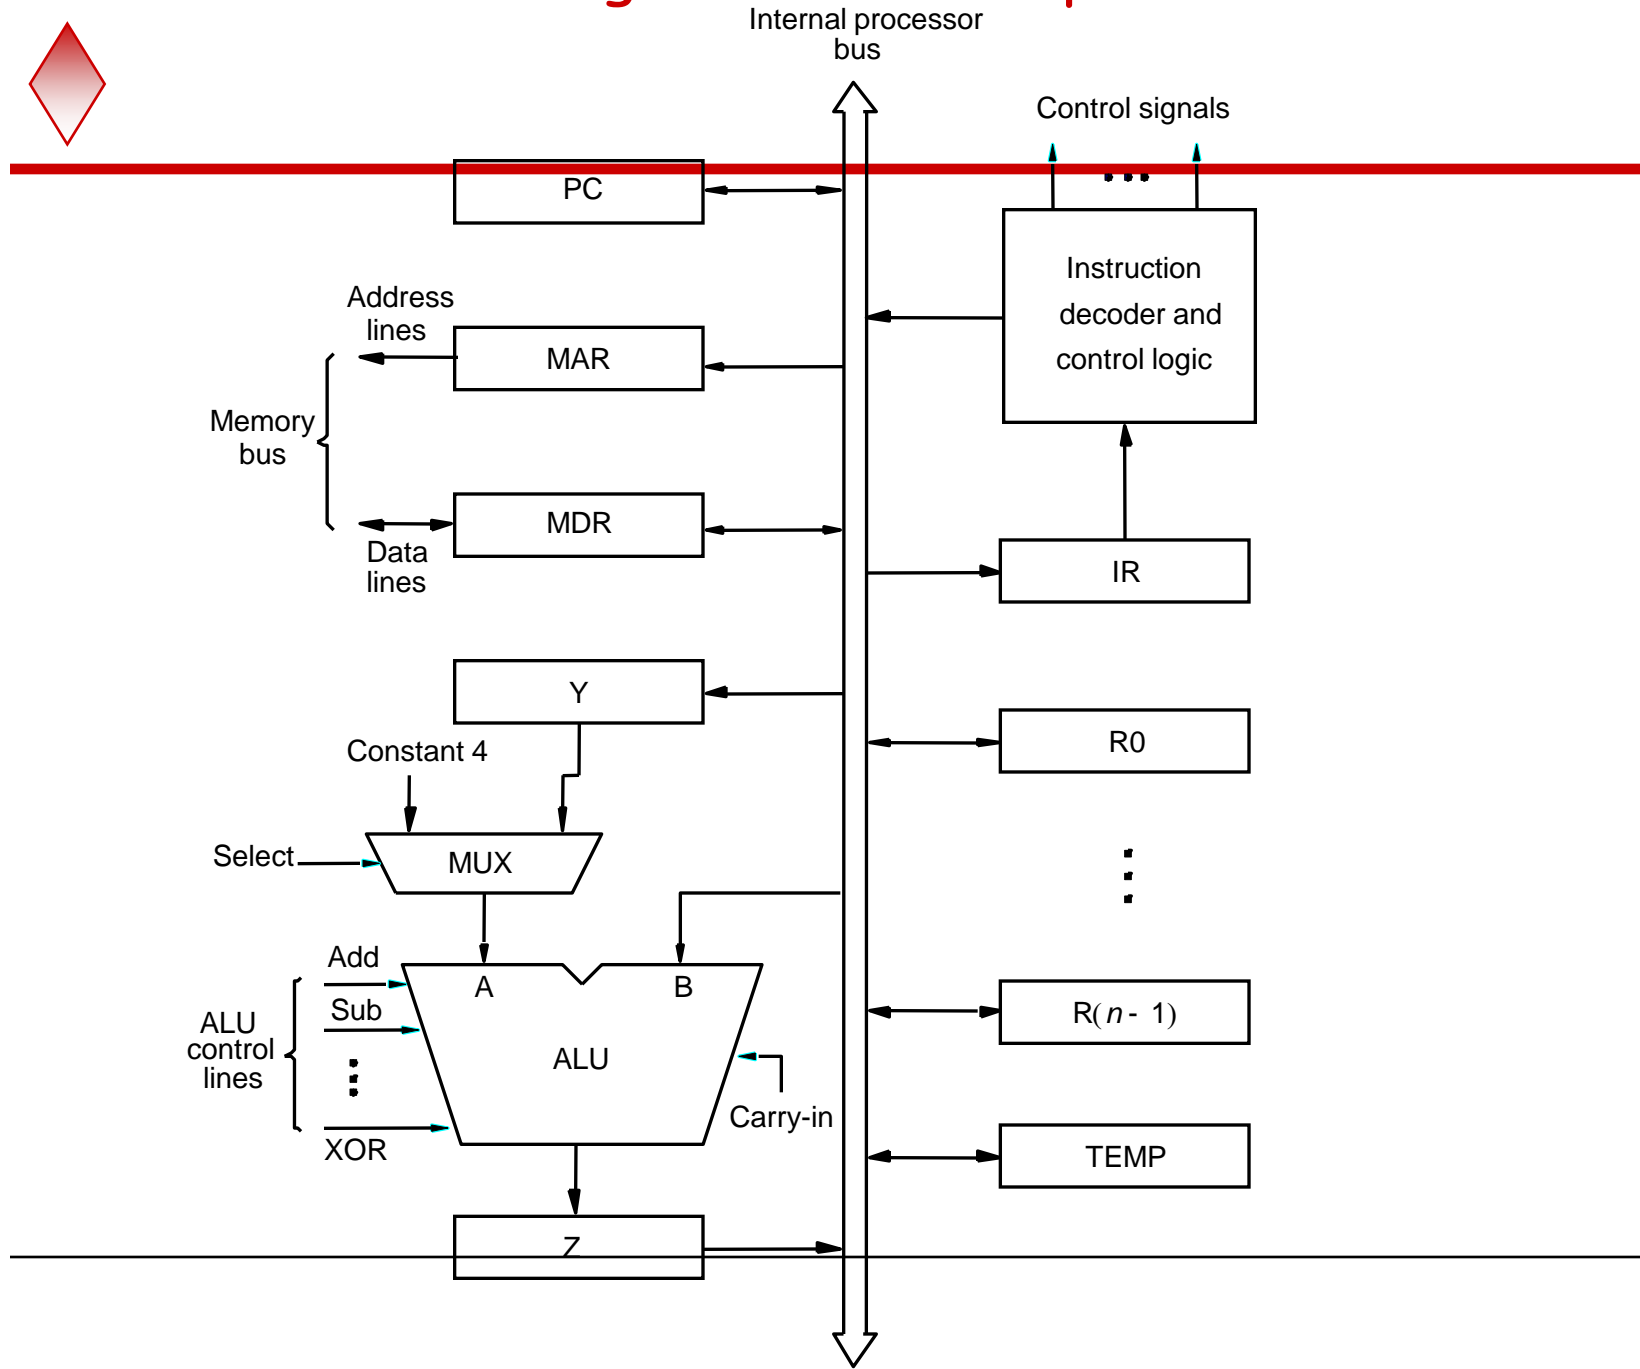 Internal processor
bus
Control signals
PC
Instruction
decoder and
control logic
Address
lines
MAR
Memory
bus
MDR
Data
lines
IR
Y
R0
Constant 4
Select
MUX
Add
A
B
Sub
R(n - 1)
ALU
control
lines
ALU
Carry-in
XOR
TEMP
Z